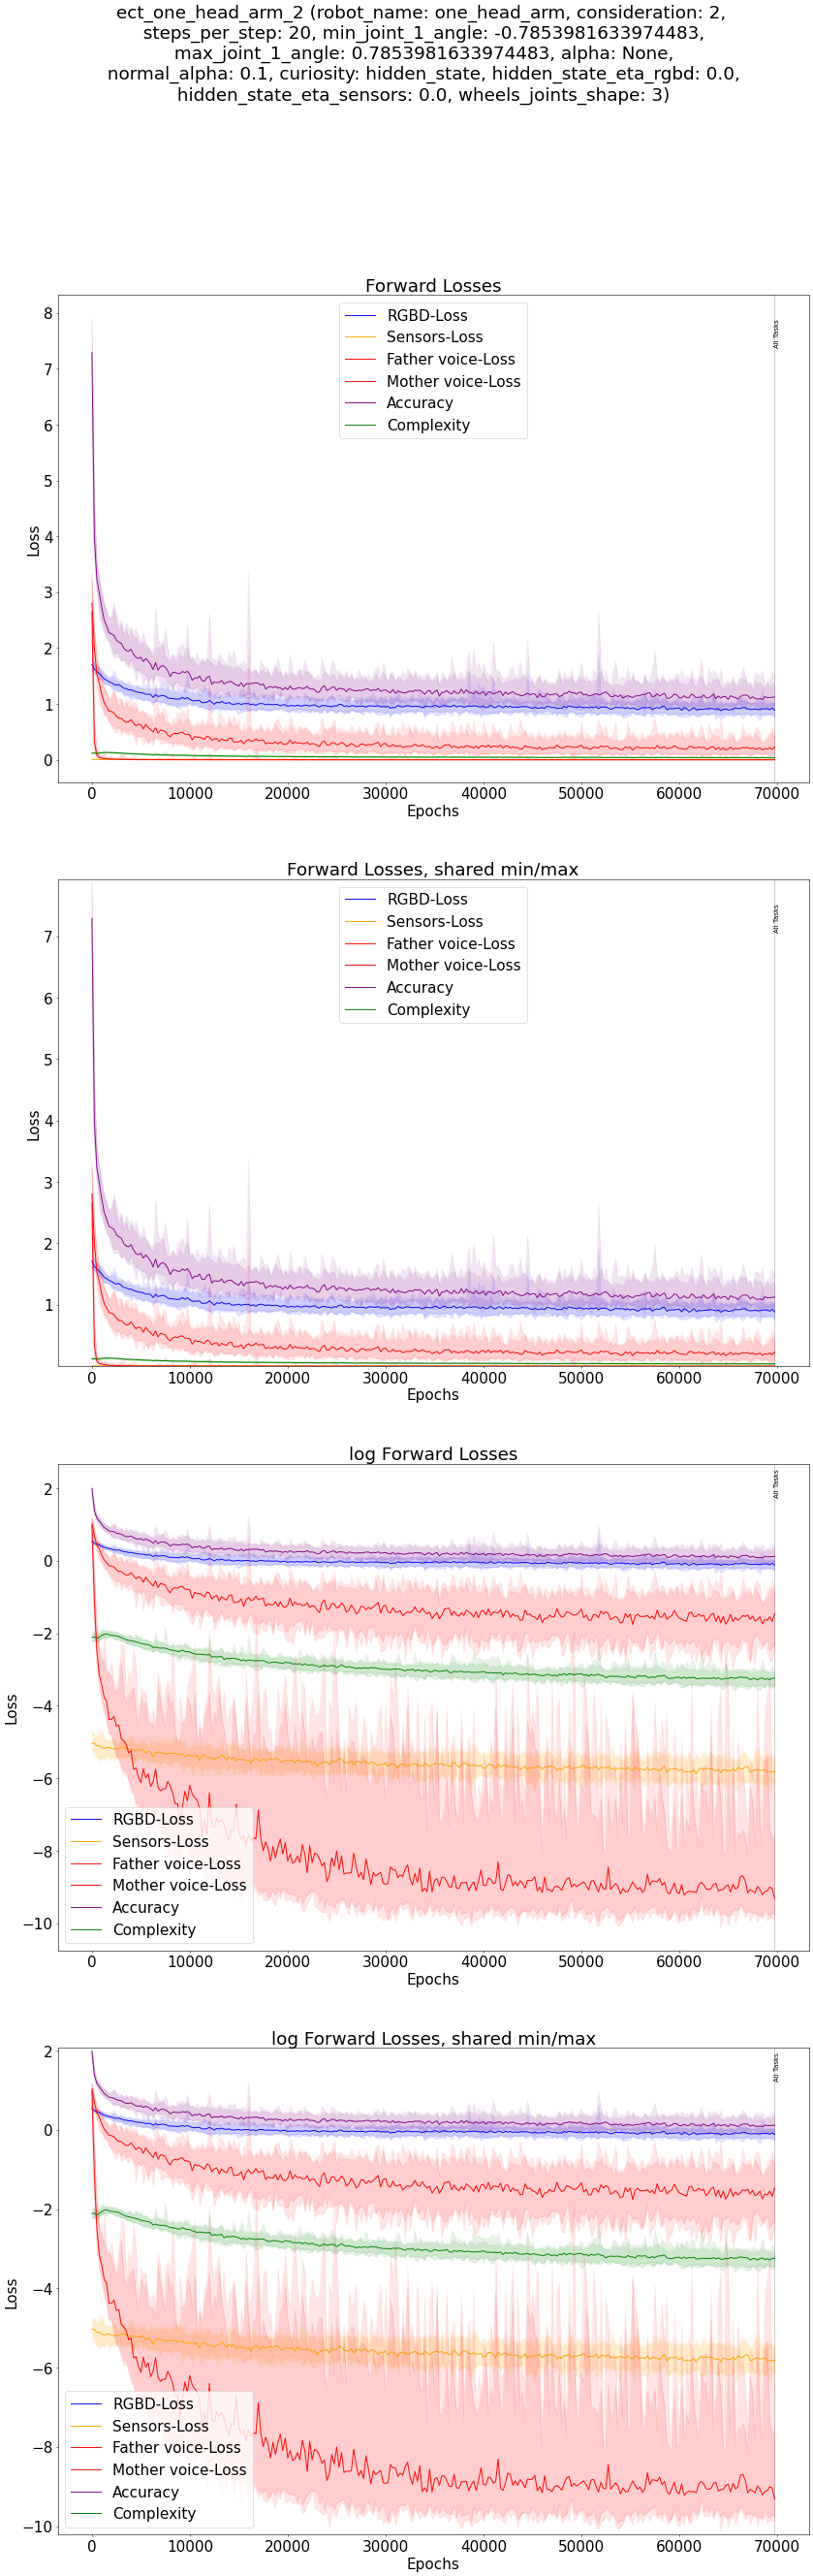 ect_one_head_arm_2 (robot_name: one_head_arm, consideration: 2,
steps_per_step: 20, min_joint_1_angle: -0.7853981633974483,
max_joint_1_angle: 0.7853981633974483, alpha: None,
normal_alpha: 0.1, curiosity: hidden_state, hidden_state_eta_rgbd: 0.0,
hidden_state_eta_sensors: 0.0, wheels_joints_shape: 3)
Forward Losses
RGBD-Loss
Sensors-Loss
Father voice-Loss
Mother voice-Loss
Accuracy
Complexity
All Tasks
8
7
6
5
4
3
2
1
0
Loss
0 10000 20000 30000 40000 50000 60000 70000
Epochs
Forward Losses, shared min/max
RGBD-Loss
Sensors-Loss
Father voice-Loss
Mother voice-Loss
Accuracy
Complexity
All Tasks
7
6
5
4
3
2
1
Loss
0 10000 20000 30000 40000 50000 60000 70000
Epochs
log Forward Losses
All Tasks
2
0
−2
−4
−6
−8
−10
Loss
RGBD-Loss
Sensors-Loss
Father voice-Loss
Mother voice-Loss
Accuracy
Complexity
0 10000 20000 30000 40000 50000 60000 70000
Epochs
log Forward Losses, shared min/max
All Tasks
2
0
−2
−4
−6
−8
−10
Loss
RGBD-Loss
Sensors-Loss
Father voice-Loss
Mother voice-Loss
Accuracy
Complexity
0 10000 20000 30000 40000 50000 60000 70000
Epochs